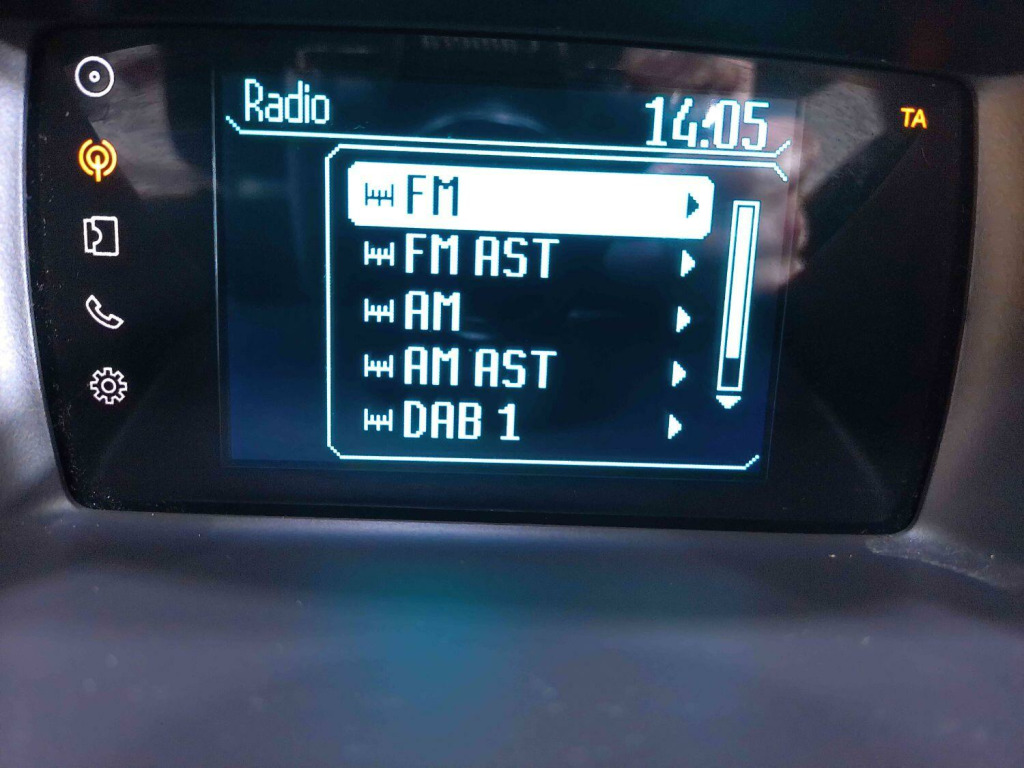 Radio
14:05
TA
FM
FM AST
AM
AM AST
DAB 1